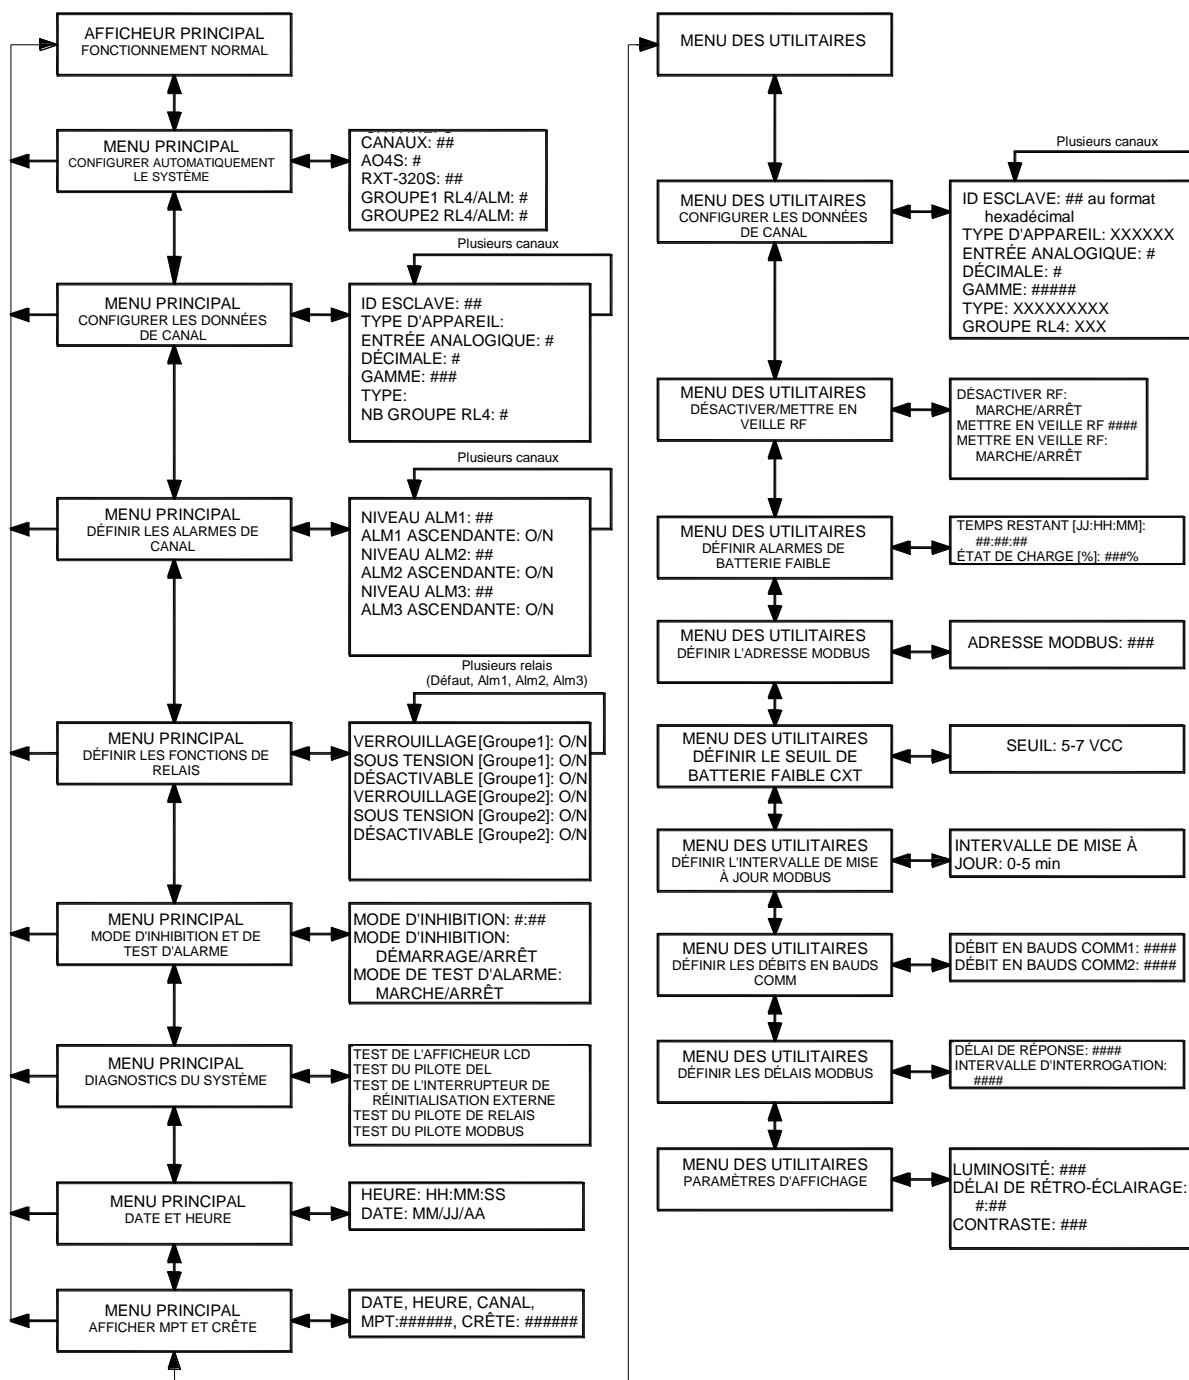 AFFICHEUR PRINCIPAL
FONCTIONNEMENT NORMAL
MENU PRINCIPAL
CONFIGURER AUTOMATIQUEMENT
LE SYSTÈME
CANAUX: ##
AO4S: #
RXT-320S: ##
GROUPE1 RL4/ALM: #
GROUPE2 RL4/ALM: #
Plusieurs canaux
MENU PRINCIPAL
CONFIGURER LES DONNÉES
DE CANAL
ID ESCLAVE: ##
TYPE D'APPAREIL:
ENTRÉE ANALOGIQUE: #
DÉCIMALE: #
GAMME: ###
TYPE:
NB GROUPE RL4: #
Plusieurs canaux
MENU PRINCIPAL
DÉFINIR LES ALARMES DE
CANAL
NIVEAU ALM1: ##
ALM1 ASCENDANTE: O/N
NIVEAU ALM2: ##
ALM2 ASCENDANTE: O/N
NIVEAU ALM3: ##
ALM3 ASCENDANTE: O/N
Plusieurs relais
(Défaut, Alm1, Alm2, Alm3)
MENU PRINCIPAL
DÉFINIR LES FONCTIONS DE
RELAIS
VERROUILLAGE[Groupe1]: O/N
SOUS TENSION [Groupe1]: O/N
DÉSACTIVABLE [Groupe1]: O/N
VERROUILLAGE[Groupe2]: O/N
SOUS TENSION [Groupe2]: O/N
DÉSACTIVABLE [Groupe2]: O/N
MENU PRINCIPAL
MODE D'INHIBITION ET DE
TEST D'ALARME
MODE D'INHIBITION: #:##
MODE D'INHIBITION:
DÉMARRAGE/ARRÊT
MODE DE TEST D'ALARME:
MARCHE/ARRÊT
MENU PRINCIPAL
DIAGNOSTICS DU SYSTÈME
TEST DE L'AFFICHEUR LCD
TEST DU PILOTE DEL
TEST DE L'INTERRUPTEUR DE
RÉINITIALISATION EXTERNE
TEST DU PILOTE DE RELAIS
TEST DU PILOTE MODBUS
MENU PRINCIPAL
DATE ET HEURE
HEURE: HH:MM:SS
DATE: MM/JJ/AA
MENU PRINCIPAL
AFFICHER MPT ET CRÊTE
DATE, HEURE, CANAL,
MPT:######, CRÊTE: ######
MENU DES UTILITAIRES
Plusieurs canaux
MENU DES UTILITAIRES
CONFIGURER LES DONNÉES
DE CANAL
ID ESCLAVE: ## au format
hexadécimal
TYPE D'APPAREIL: XXXXXX
ENTRÉE ANALOGIQUE: #
DÉCIMALE: #
GAMME: #####
TYPE: XXXXXXXXX
GROUPE RL4: XXX
MENU DES UTILITAIRES
DÉSACTIVER/METTRE EN
VEILLE RF
DÉSACTIVER RF:
MARCHE/ARRÊT
METTRE EN VEILLE RF ####
METTRE EN VEILLE RF:
MARCHE/ARRÊT
MENU DES UTILITAIRES
DÉFINIR ALARMES DE
BATTERIE FAIBLE
TEMPS RESTANT [JJ:HH:MM]:
##:##:##
ÉTAT DE CHARGE [%]: ###%
MENU DES UTILITAIRES
DÉFINIR L'ADRESSE MODBUS
ADRESSE MODBUS: ###
MENU DES UTILITAIRES
DÉFINIR LE SEUIL DE
BATTERIE FAIBLE CXT
SEUIL: 5-7 VCC
MENU DES UTILITAIRES
DÉFINIR L'INTERVALLE DE MISE
À JOUR MODBUS
INTERVALLE DE MISE À
JOUR: 0-5 min
MENU DES UTILITAIRES
DÉFINIR LES DÉBITS EN BAUDS
COMM
DÉBIT EN BAUDS COMM1: ####
DÉBIT EN BAUDS COMM2: ####
MENU DES UTILITAIRES
DÉFINIR LES DÉLAIS MODBUS
DÉLAI DE RÉPONSE: ####
INTERVALLE D'INTERROGATION:
####
MENU DES UTILITAIRES
PARAMÈTRES D'AFFICHAGE
LUMINOSITÉ: ###
DÉLAI DE RÉTRO-ÉCLAIRAGE:
#:##
CONTRASTE: ###